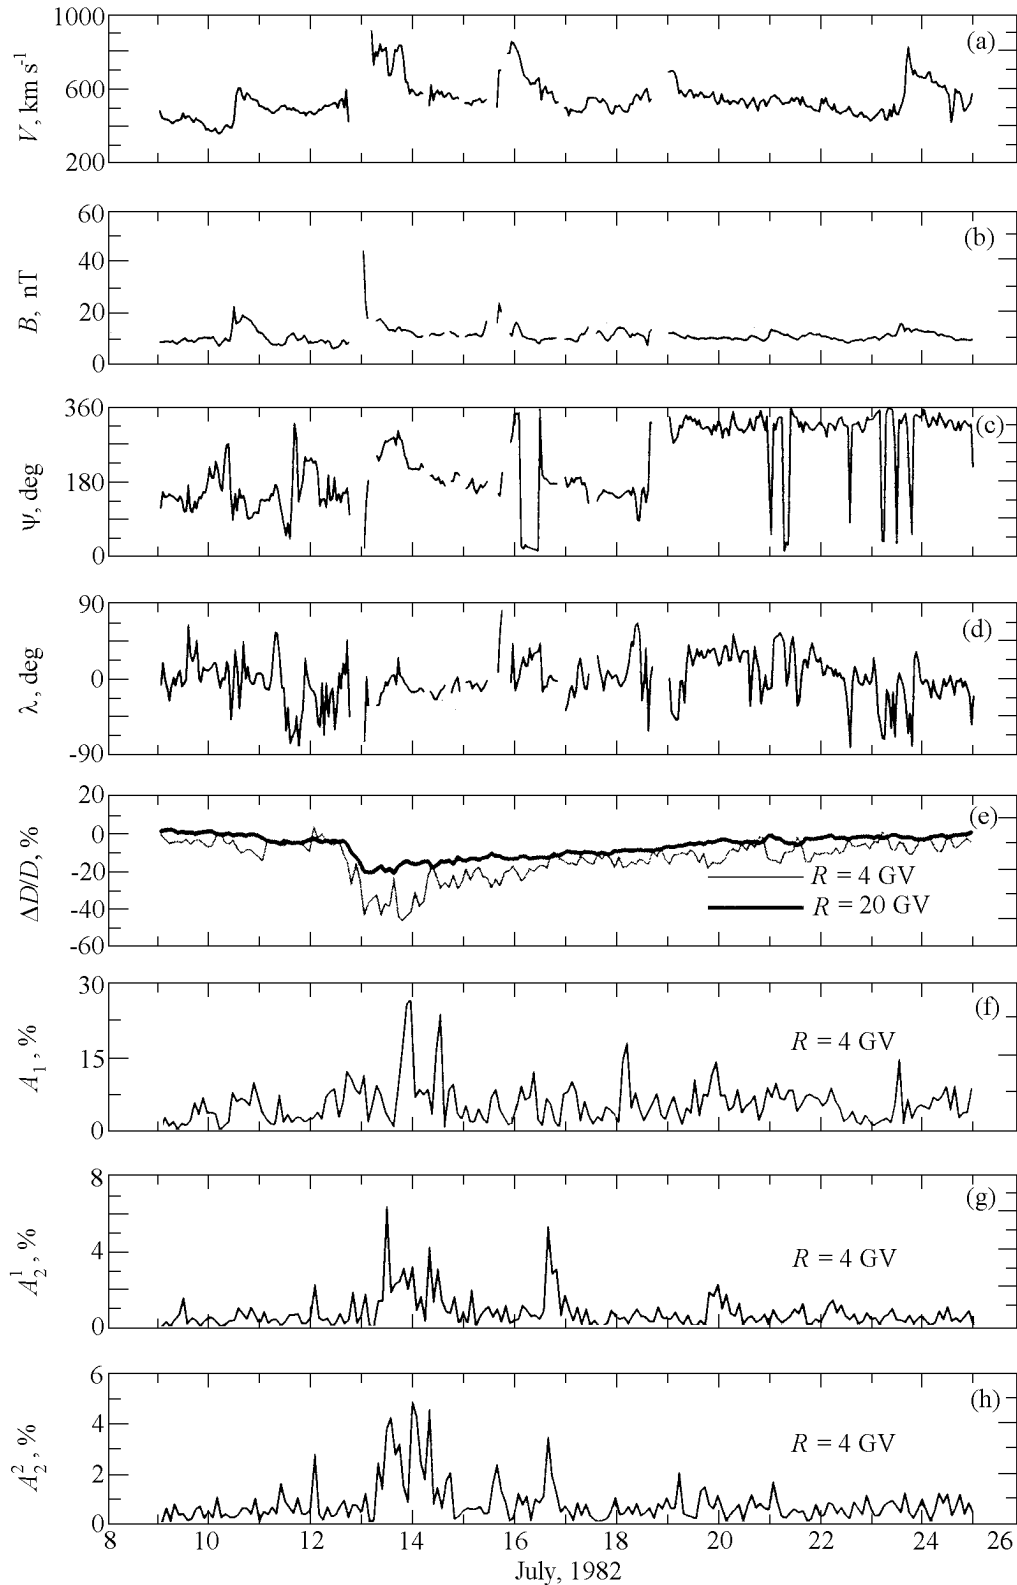 1000
600
200
V, km s⁻¹
(a)
60
40
20
0
B, nT
(b)
360
180
0
Ψ, deg
(c)
90
0
-90
λ, deg
(d)
20
0
-20
-40
-60
ΔD/D, %
(e)
R = 4 GV
R = 20 GV
30
15
0
A₁, %
(f)
R = 4 GV
8
4
0
A₂¹, %
(g)
R = 4 GV
6
4
2
0
A₂², %
(h)
R = 4 GV
8 10 12 14 16 18 20 22 24 26
July, 1982